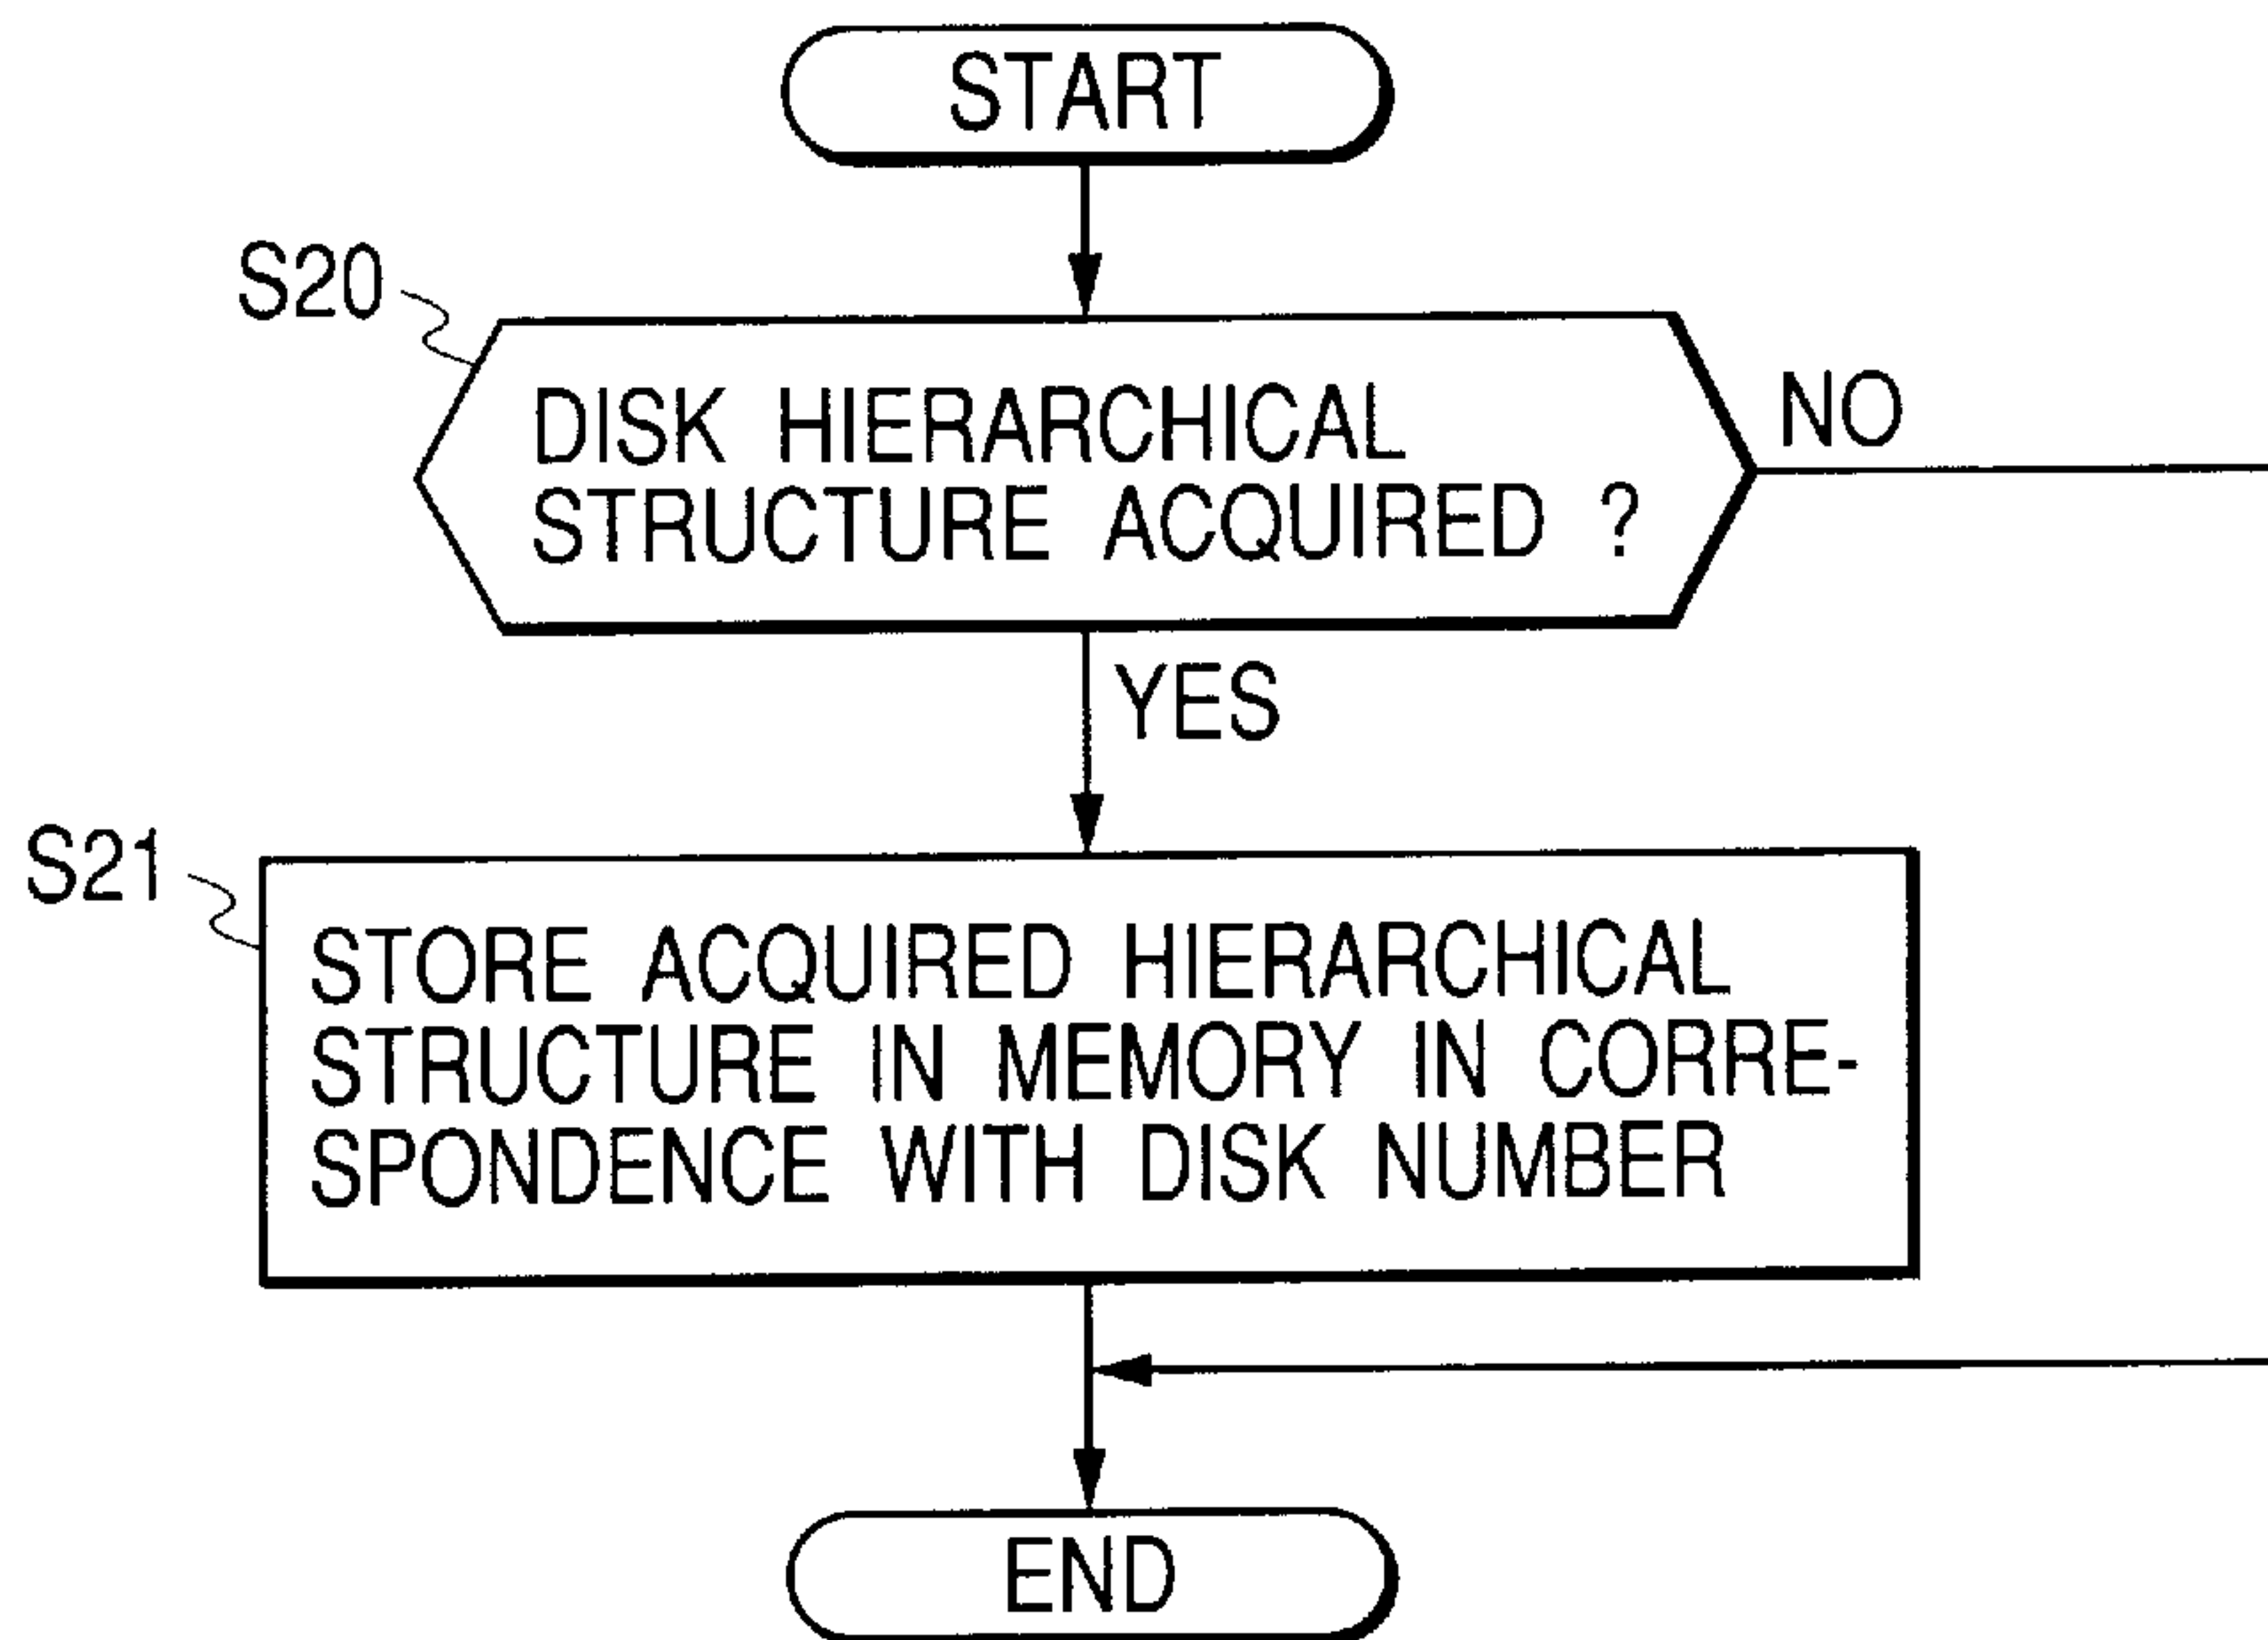 START
S20
DISK HIERARCHICAL
STRUCTURE ACQUIRED ?
NO
YES
S21
STORE ACQUIRED HIERARCHICAL
STRUCTURE IN MEMORY IN CORRE-
SPONDENCE WITH DISK NUMBER
END